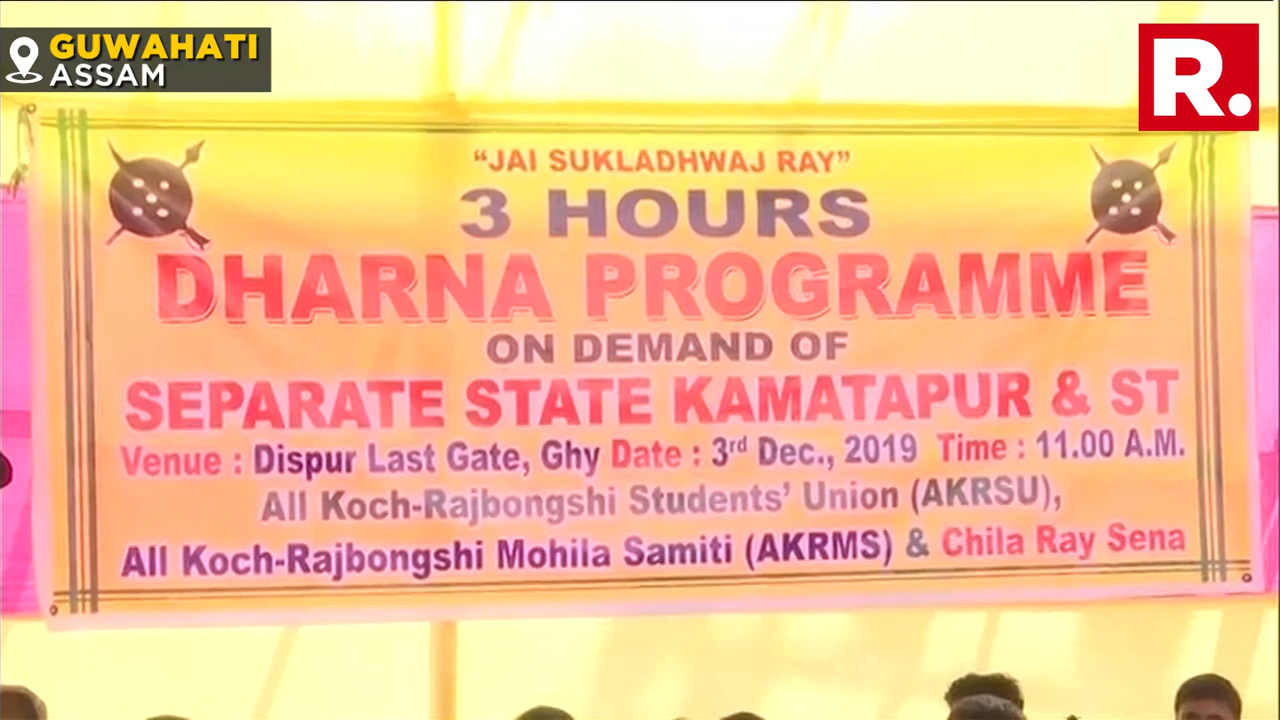 GUWAHATI
ASSAM
R.
“JAI SUKLADHWAJ RAY”
3 HOURS
DHARNA PROGRAMME
ON DEMAND OF
SEPARATE STATE KAMATAPUR & ST
Venue : Dispur Last Gate, Ghy Date : 3rd Dec., 2019 Time : 11.00 A.M.
All Koch-Rajbongshi Students’ Union (AKRSU),
All Koch-Rajbongshi Mohila Samiti (AKRMS) & Chila Ray Sena